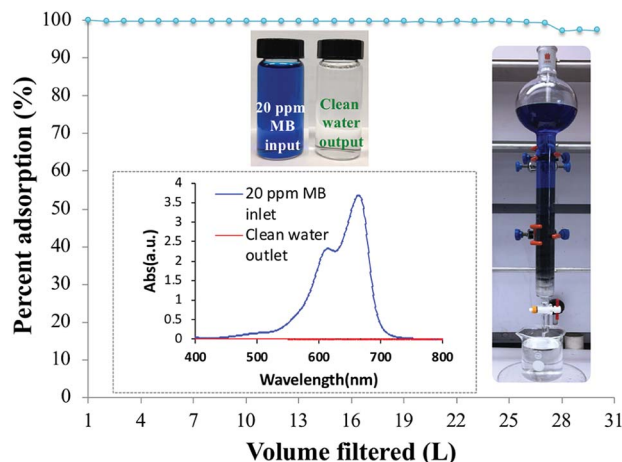 100
90
80
70
60
50
40
30
20
10
0
Percent adsorption (%)
20 ppm
MB
input
Clean
water
output
4
3.5
3
2.5
2
1.5
1
0.5
0
Abs(a.u.)
20 ppm MB
inlet
Clean water
outlet
400 500 600 700 800
Wavelength(nm)
1 4 7 10 13 16 19 22 25 28 31
Volume filtered (L)